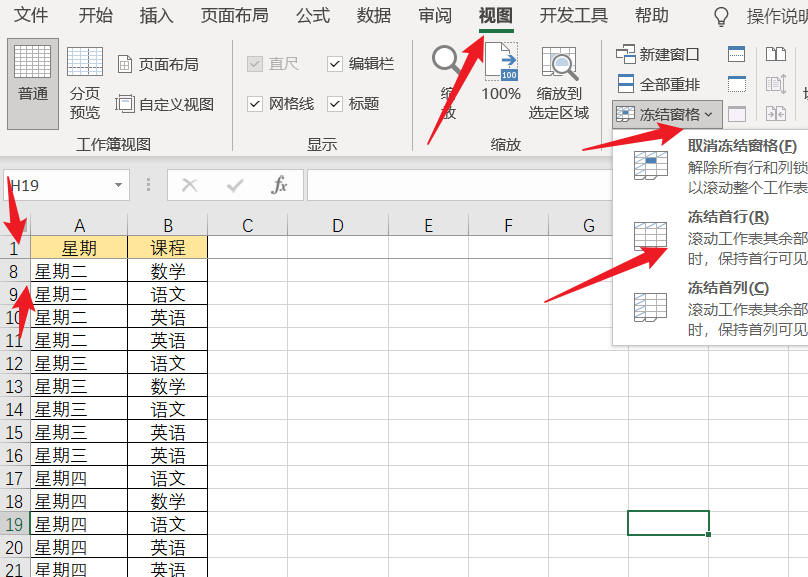 文件 开始 插入 页面布局 公式 数据 审阅 视图 开发工具 帮助 操作说明
普通
分页
预览
页面布局
自定义视图
工作簿视图
直尺 编辑栏
网格线 标题
显示
缩
放
100
100%
缩放到
选定区域
缩放
新建窗口
全部重排
冻结窗格
取消冻结窗格(F)
解除所有行和列锁
以滚动整个工作表
冻结首行(R)
滚动工作表其余部
时，保持首行可见
冻结首列(C)
滚动工作表其余部
时，保持首列可见
H19 fx
A B C D E F G
1 星期 课程
8 星期二 数学
9 星期二 语文
10 星期二 英语
11 星期二 英语
12 星期三 语文
13 星期三 数学
14 星期三 语文
15 星期三 英语
16 星期三 英语
17 星期四 语文
18 星期四 数学
19 星期四 语文
20 星期四 英语
21 星期四 英语